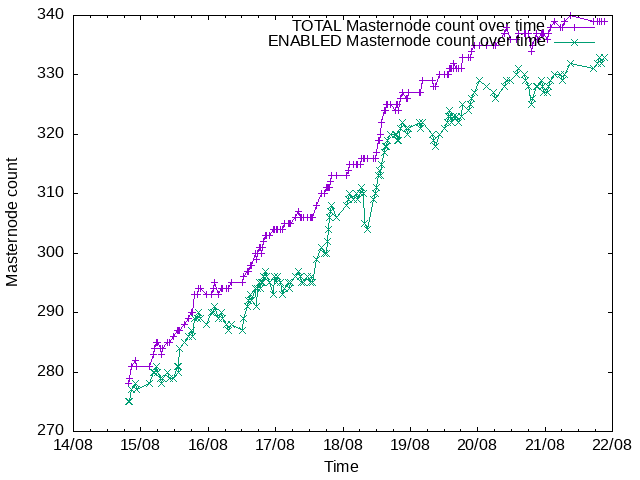 TOTAL Masternode count over time
ENABLED Masternode count over time
340
330
320
310
300
290
280
270
Masternode count
14/08 15/08 16/08 17/08 18/08 19/08 20/08 21/08 22/08
Time